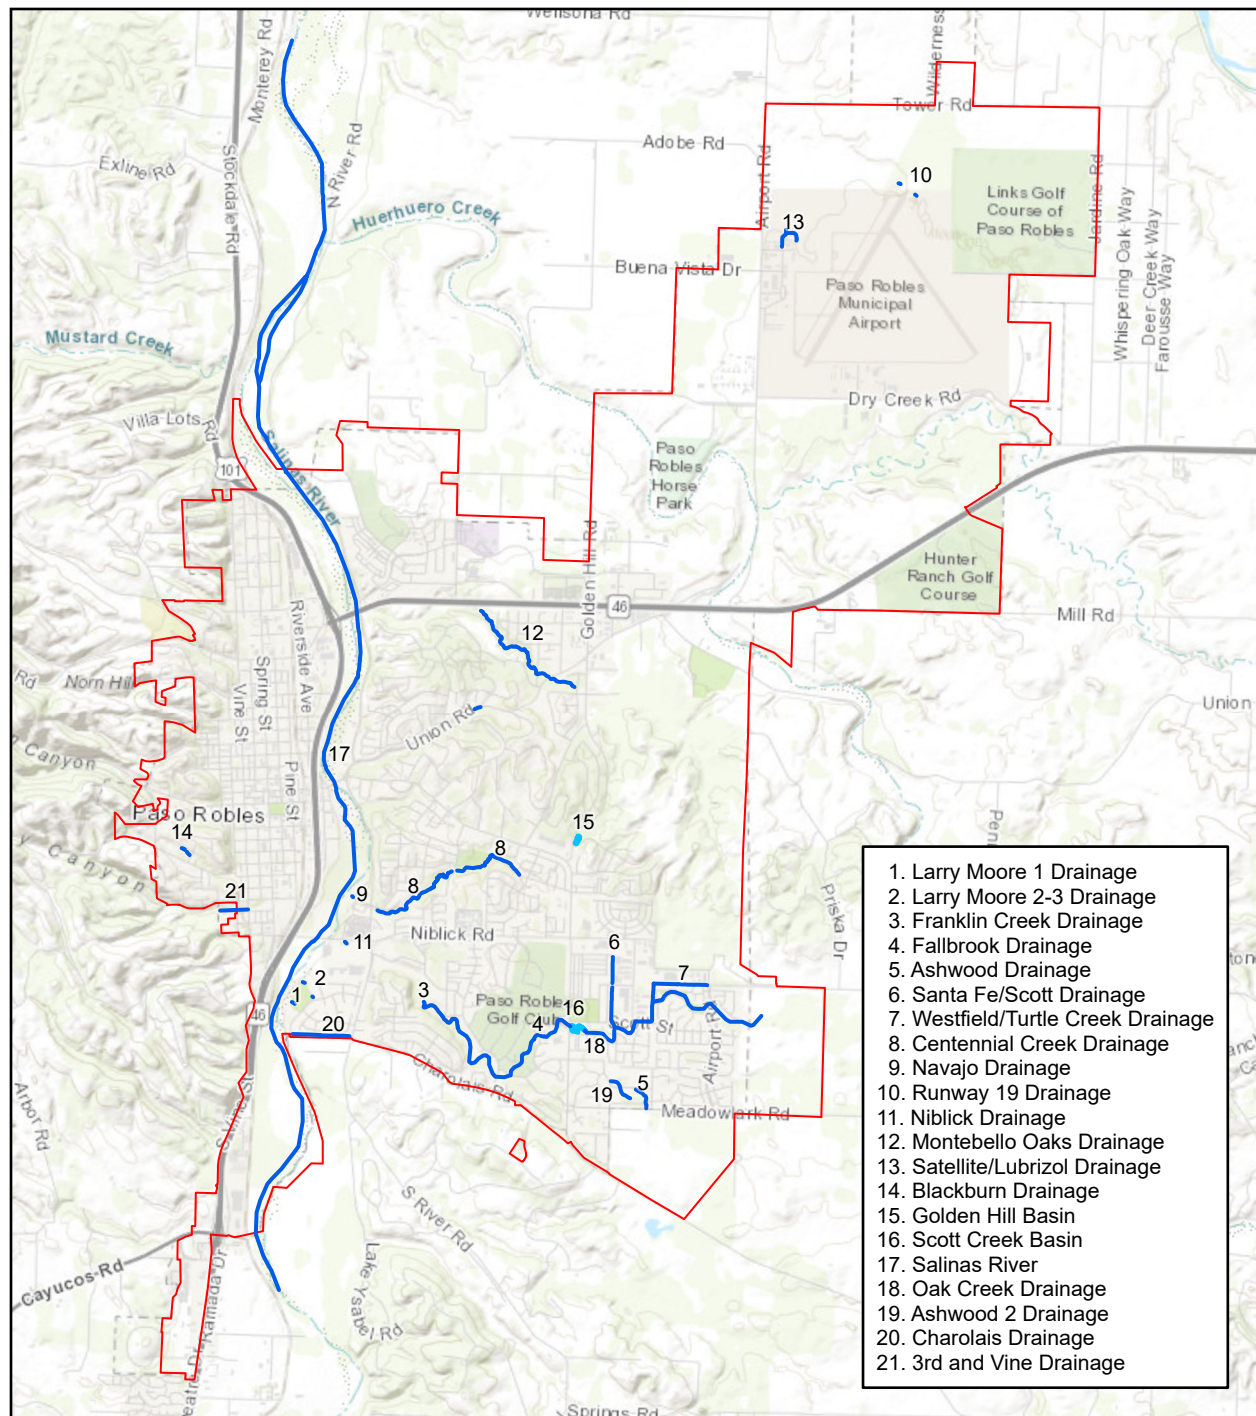 Wellsona Rd
Monterey Rd
Wilderness
Tower Rd
Adobe Rd
Airport Rd
Exline Rd
Stockdale Rd
N River Rd
10
Links Golf
Course of
Paso Robles
Jardine Rd
Whispering Oak Way
Deer Creek Way
Farousse Way
Huerhuero Creek
13
Buena Vista Dr
Paso Robles
Municipal
Airport
Mustard Creek
Dry Creek Rd
Villa Lots Rd
Salinas River
101
Paso
Robles
Horse
Park
Golden Hill Rd
Hunter
Ranch Golf
Course
46
Mill Rd
Riverside Ave
12
Spring St
Vine St
Rd
Union Rd
Union
17
Canyon
Pine St
Paso Robles
14
15
8
8
y Canyon
21
9
Niblick Rd
11
Priska Dr
6
2
1
3
7
Paso Robles
Golf Club
16
4
18
Scott St
46
20
Airport Rd
Charolais Rd
19
5
Meadowlark Rd
Arbor Rd
S Vine St
S River Rd
Lake Ysabel Rd
Cayucos Rd
Ramada Dr
Springs Rd
1. Larry Moore 1 Drainage
2. Larry Moore 2-3 Drainage
3. Franklin Creek Drainage
4. Fallbrook Drainage
5. Ashwood Drainage
6. Santa Fe/Scott Drainage
7. Westfield/Turtle Creek Drainage
8. Centennial Creek Drainage
9. Navajo Drainage
10. Runway 19 Drainage
11. Niblick Drainage
12. Montebello Oaks Drainage
13. Satellite/Lubrizol Drainage
14. Blackburn Drainage
15. Golden Hill Basin
16. Scott Creek Basin
17. Salinas River
18. Oak Creek Drainage
19. Ashwood 2 Drainage
20. Charolais Drainage
21. 3rd and Vine Drainage